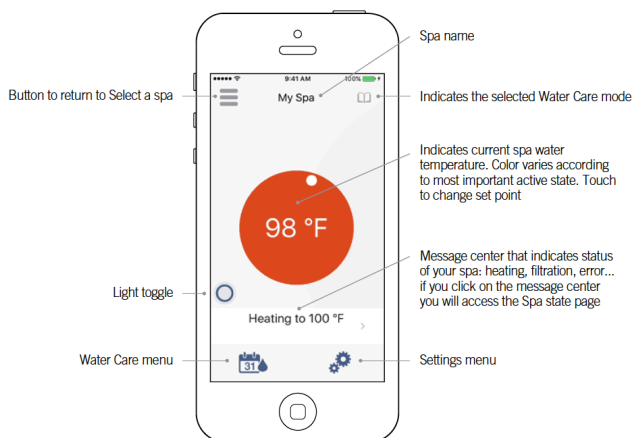 Spa name
9:41 AM
100%
Button to return to Select a spa
My Spa
Indicates the selected Water Care mode
Indicates current spa water
temperature. Color varies according
to most important active state. Touch
to change set point
98 °F
Message center that indicates status
of your spa: heating, filtration, error...
if you click on the message center
you will access the Spa state page
Light toggle
Heating to 100 °F
Water Care menu
31
Settings menu